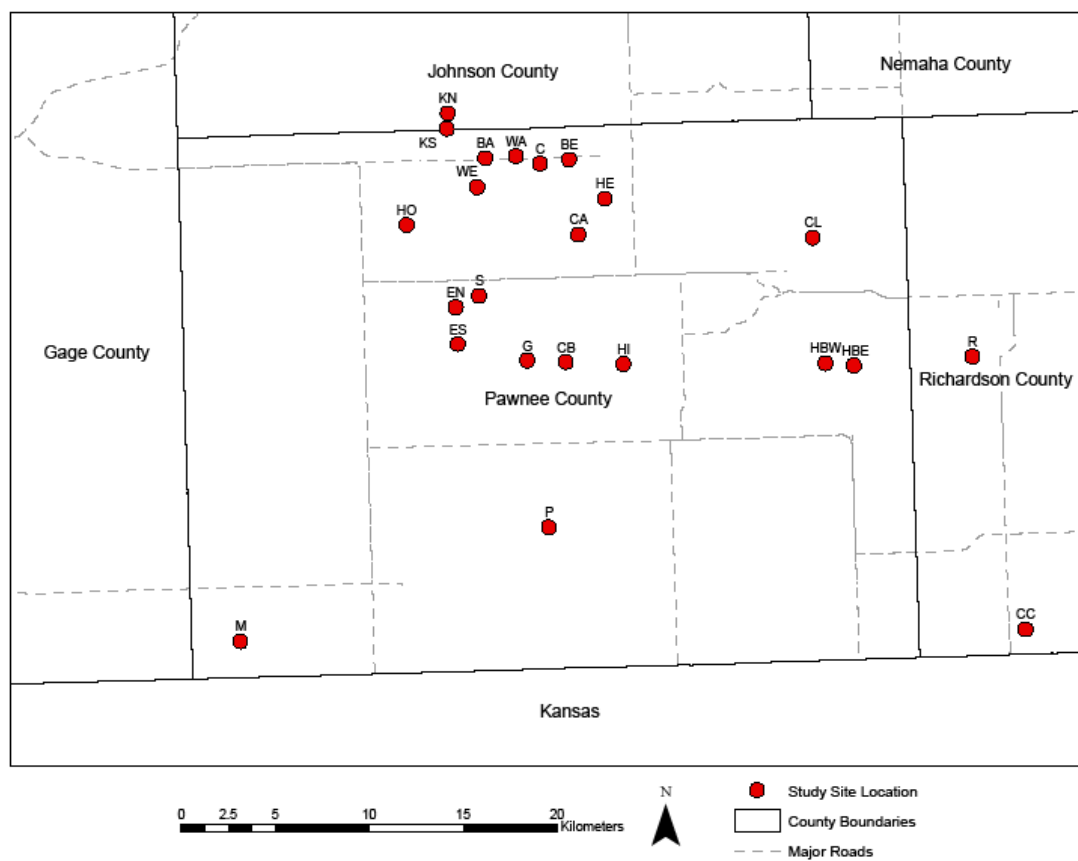 Johnson County
Nemaha County
KN
KS
BA
WA
C
BE
WE
HE
HO
CA
CL
S
EN
ES
G
CB
HI
HBW
HBE
R
Gage County
Pawnee County
Richardson County
P
M
CC
Kansas
0 2.5 5 10 15 20
Kilometers
N
Study Site Location
County Boundaries
Major Roads